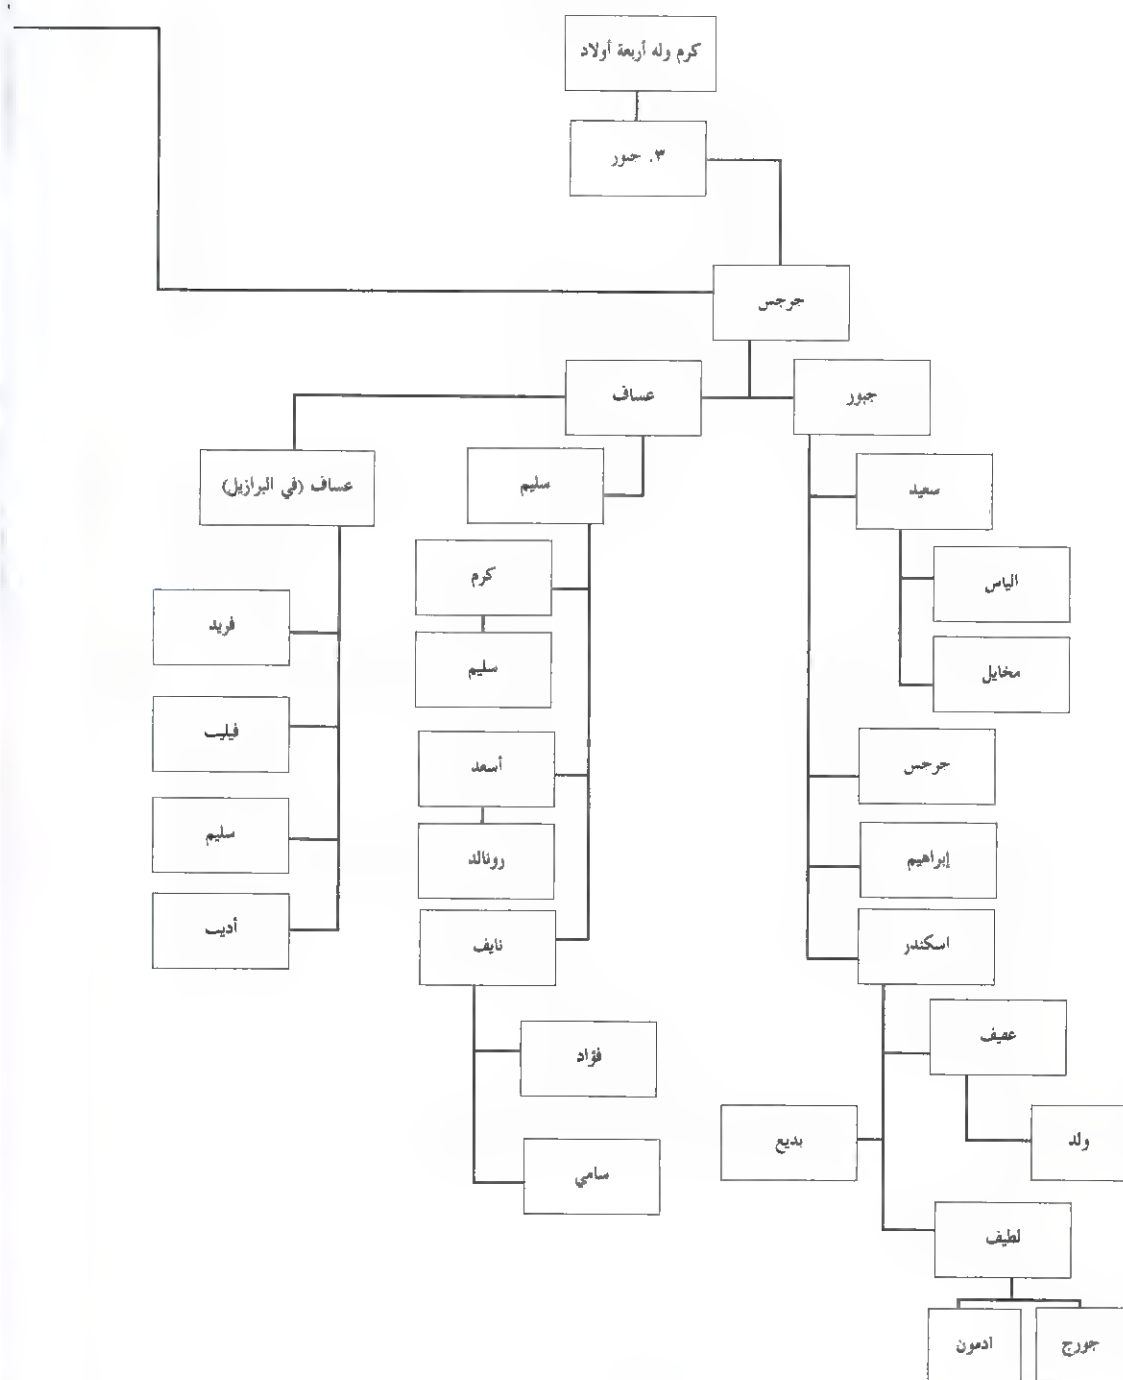 كرم وله أربعة أولاد
٣. جبور
جرجس
جبور
عساف
سعيد
سليم
عساف (في البرازيل)
الياس
كرم
فريد
مخايل
سليم
فيليب
جرجس
أسعد
سليم
إبراهيم
رونالد
أديب
اسكندر
نايف
عفيف
فؤاد
ولد
بديع
سامي
لطيف
جورج
ادمون